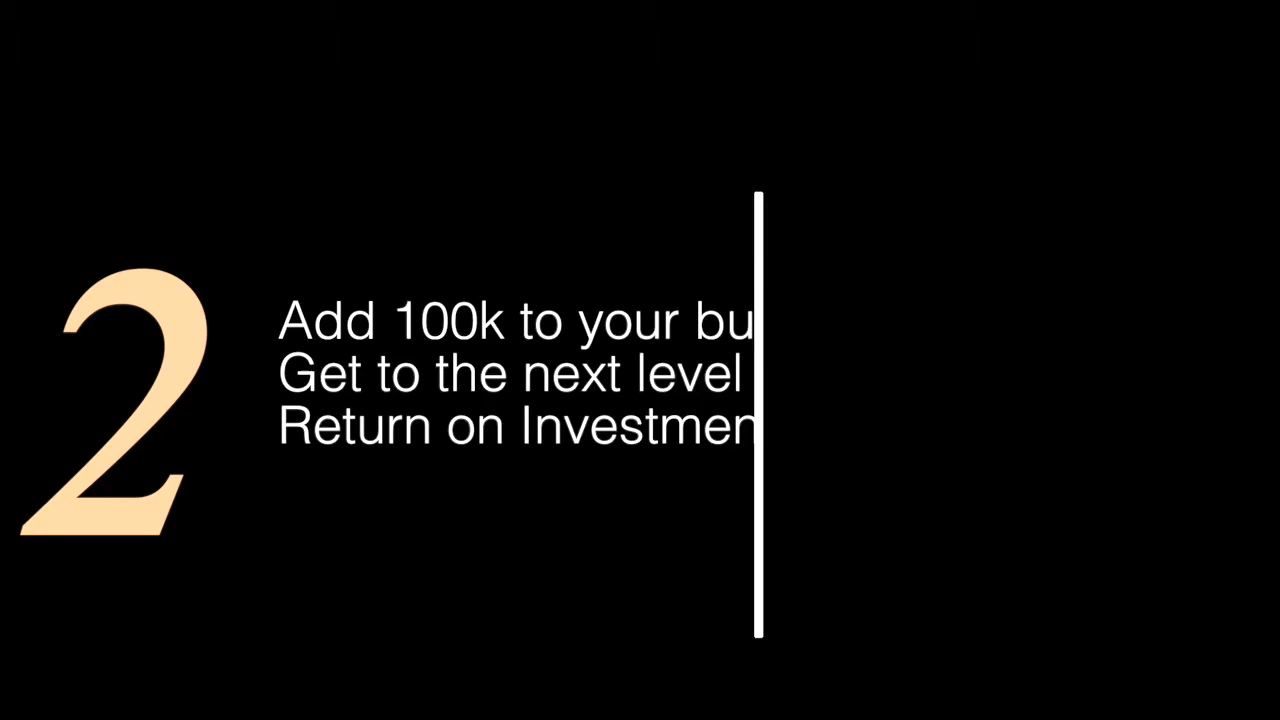 2
Add 100k to your bu
Get to the next level
Return on Investmen